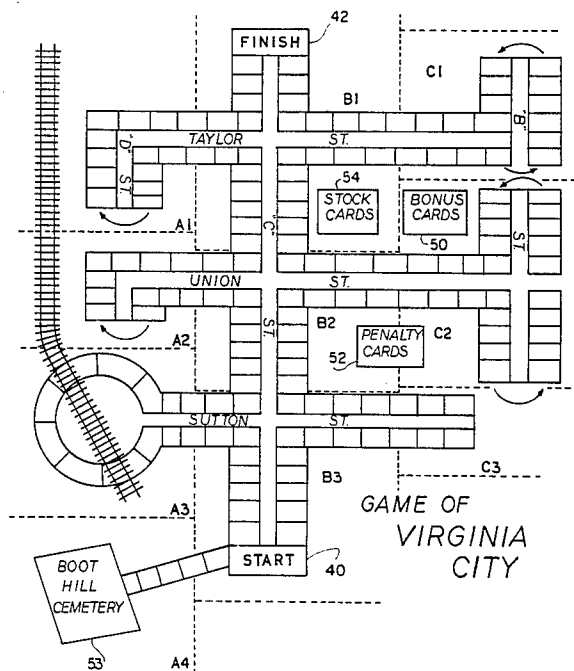 42
FINISH
C1
B1
"B"
TAYLOR ST.
"D" ST.
54
STOCK
CARDS
BONUS
CARDS
50
"C"
ST.
A1
UNION ST.
ST.
B2
C2
PENALTY
CARDS
52
A2
SUTTON ST.
B3
C3
A3
GAME OF
VIRGINIA
CITY
START
40
BOOT
HILL
CEMETERY
53
A4